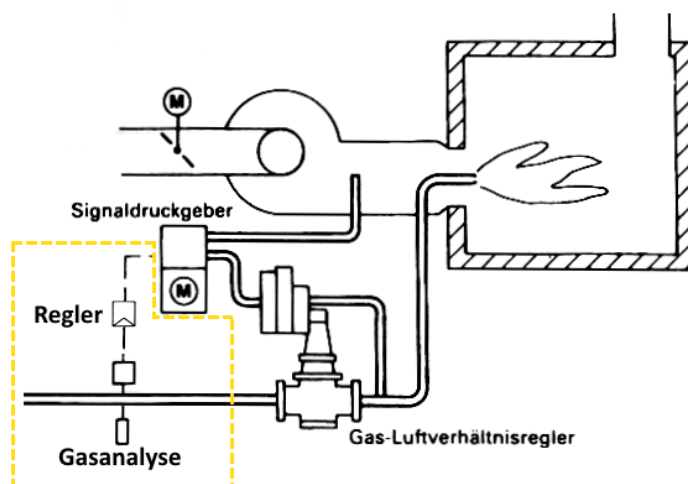 M
Signaldruckgeber
M
Regler
Gas-Luftverhältnisregler
Gasanalyse